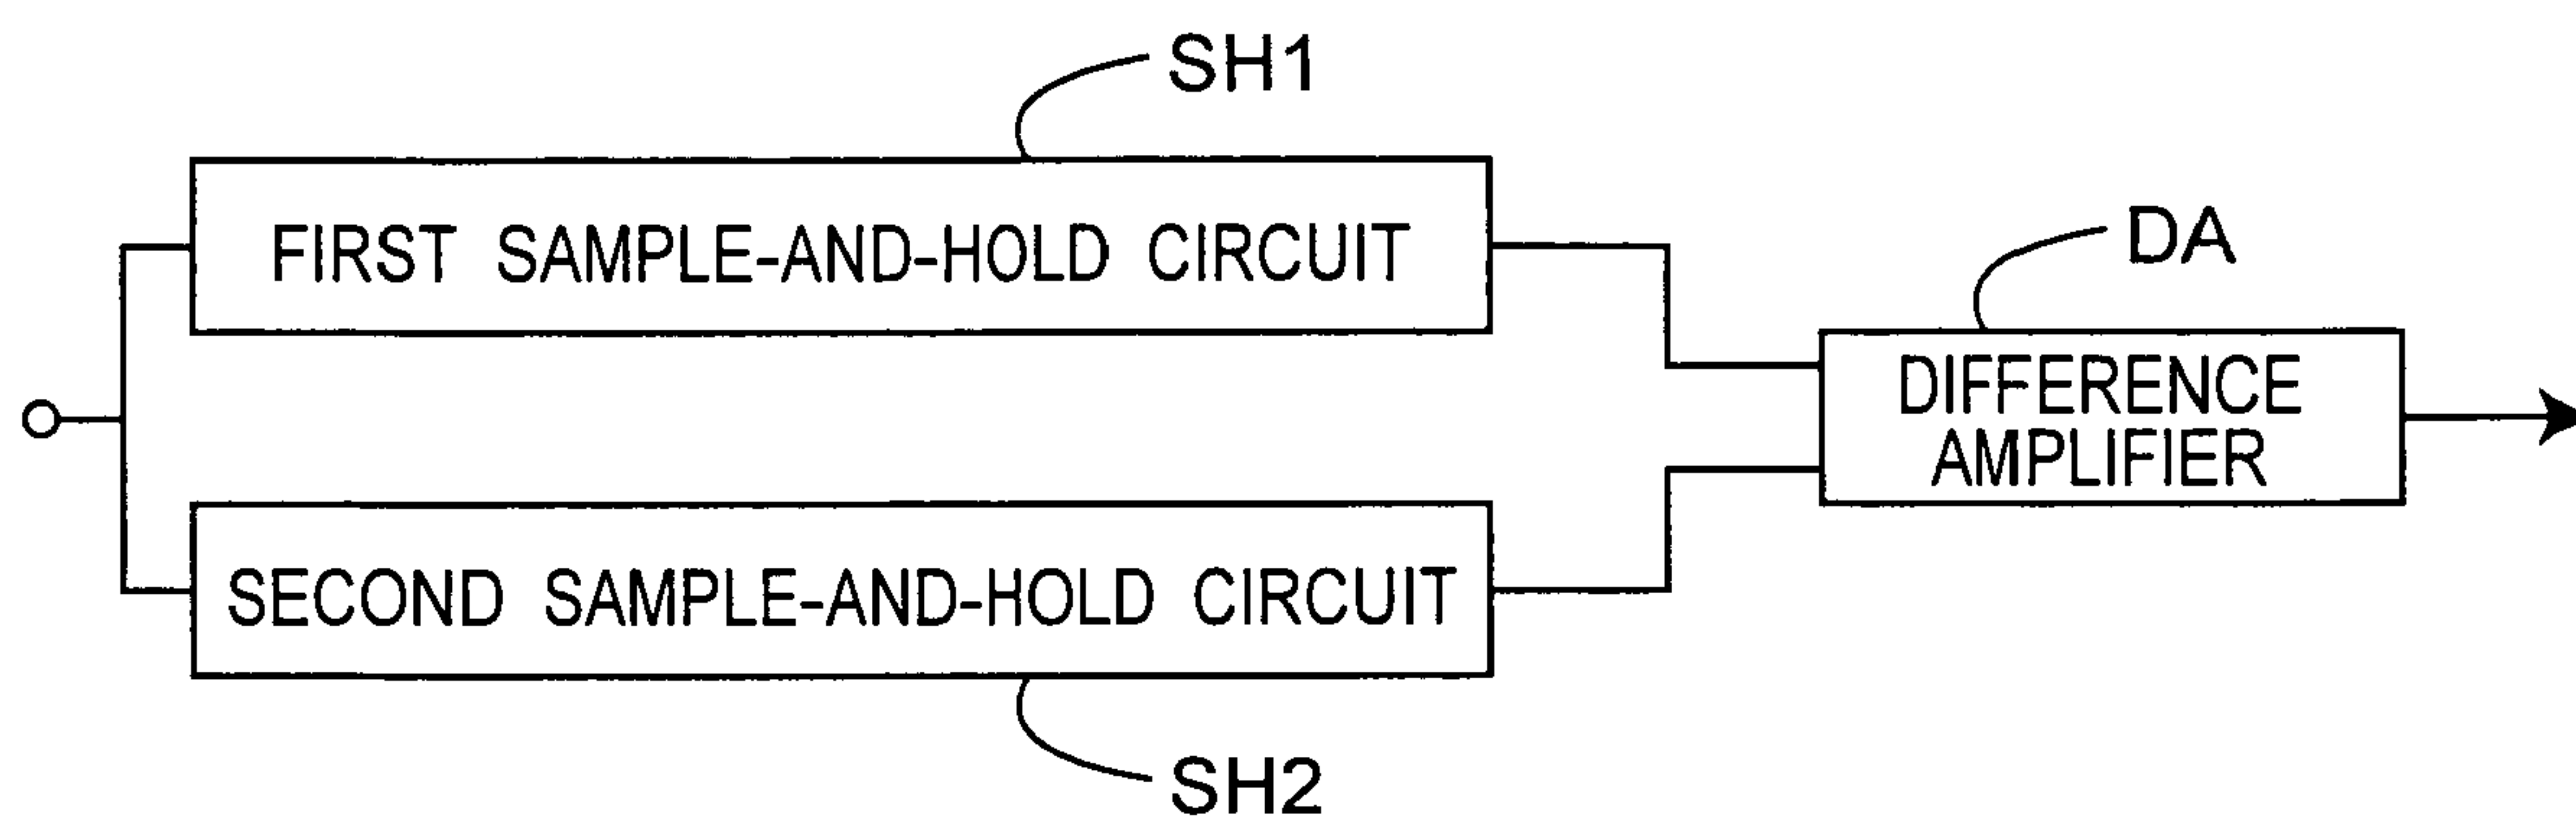 SH1
FIRST SAMPLE-AND-HOLD CIRCUIT
DA
DIFFERENCE
AMPLIFIER
SECOND SAMPLE-AND-HOLD CIRCUIT
SH2